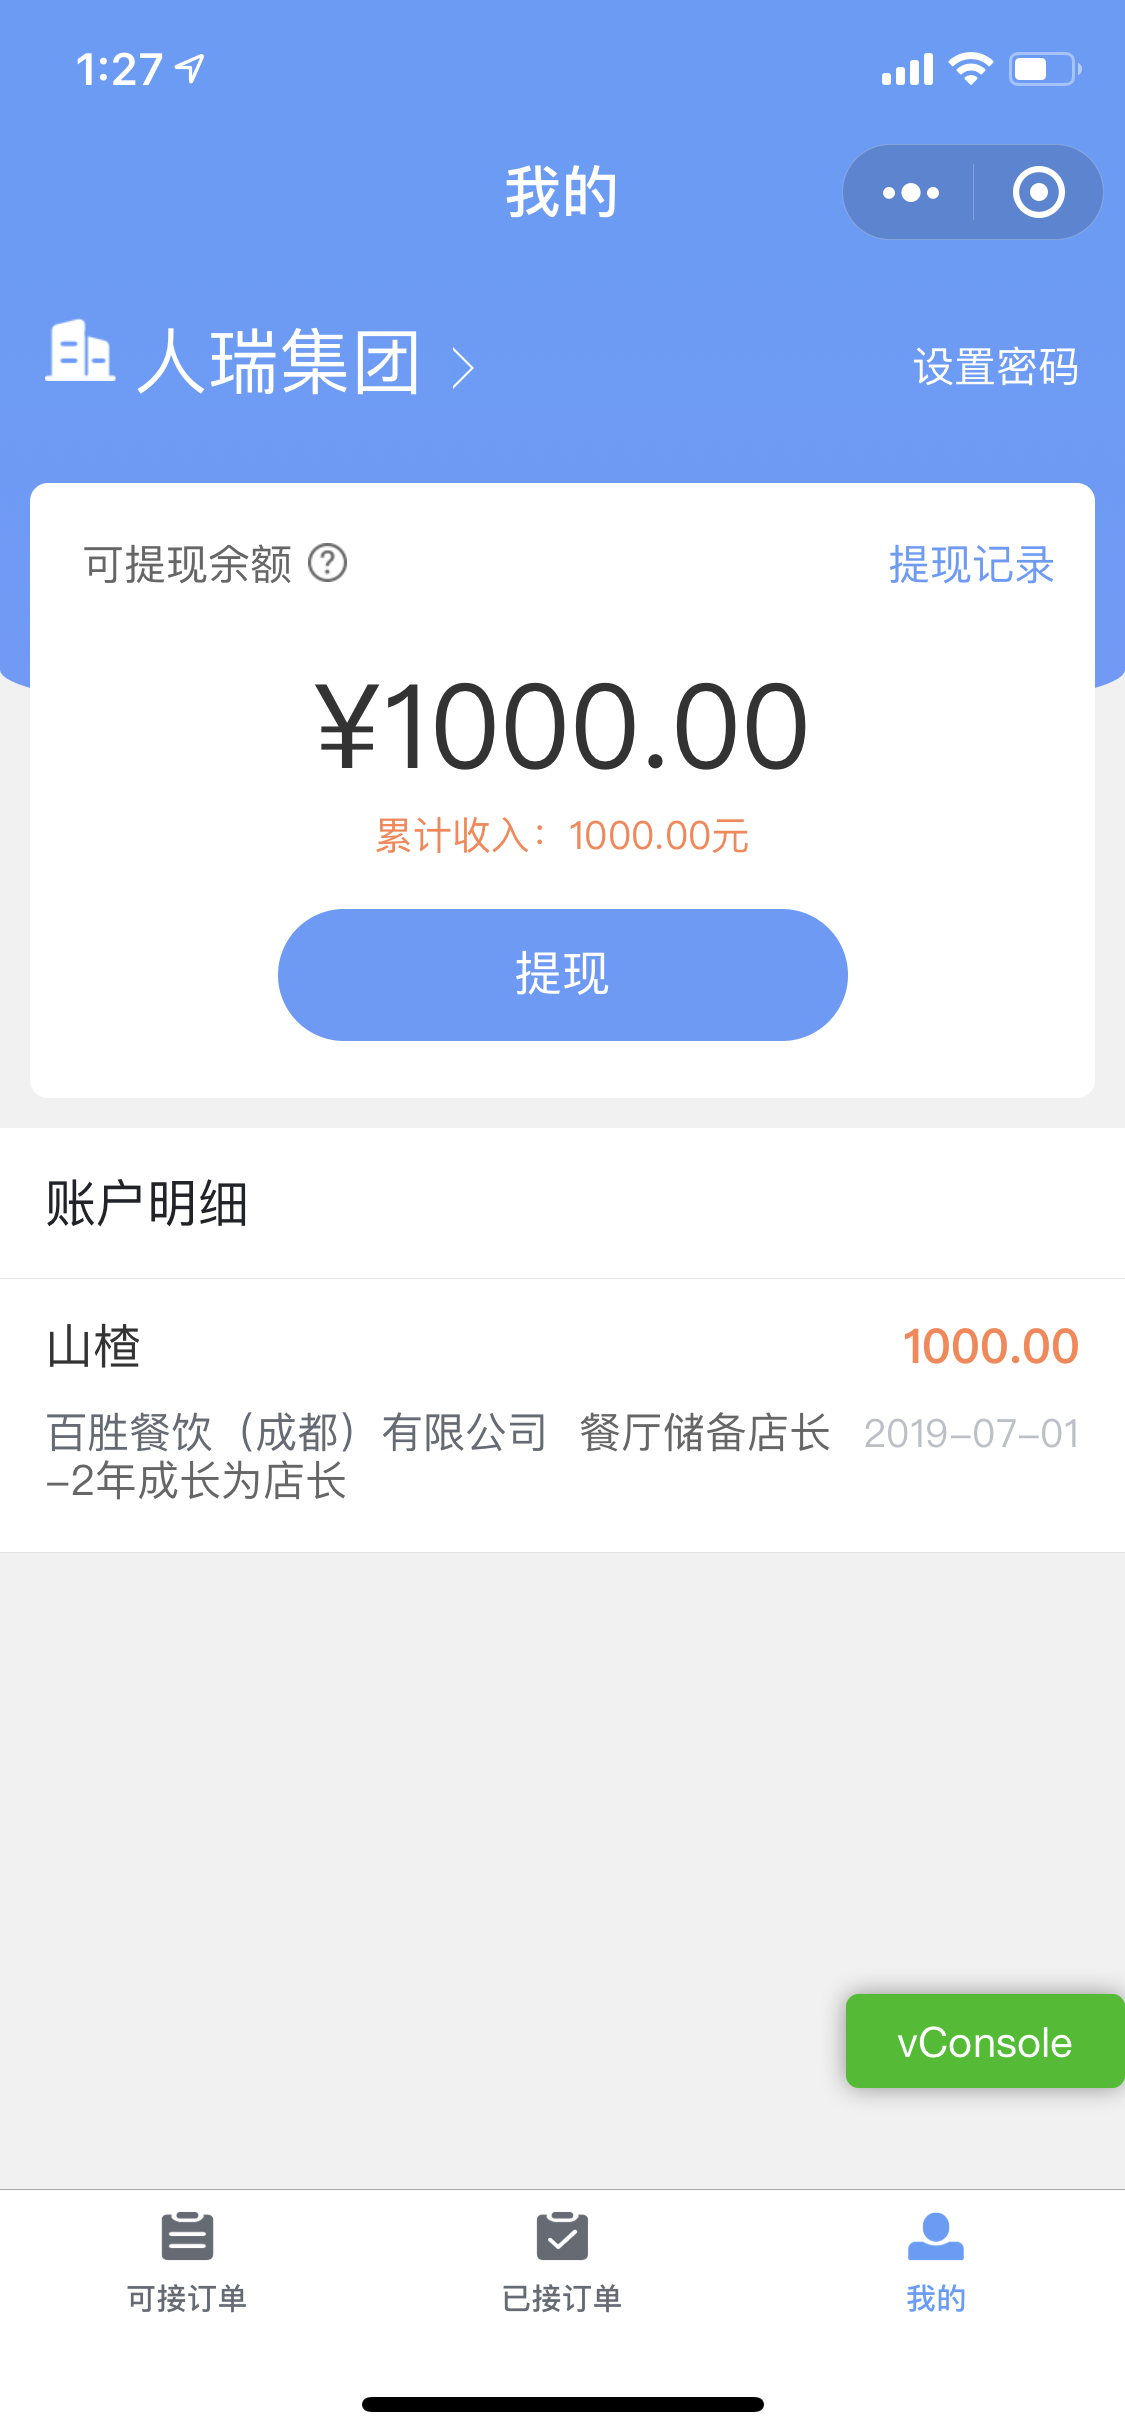 1:27
我的
人瑞集团
设置密码
可提现余额
提现记录
¥1000.00
累计收入：1000.00元
提现
账户明细
山楂
1000.00
百胜餐饮（成都）有限公司 餐厅储备店长
2019-07-01
-2年成长为店长
vConsole
可接订单
已接订单
我的